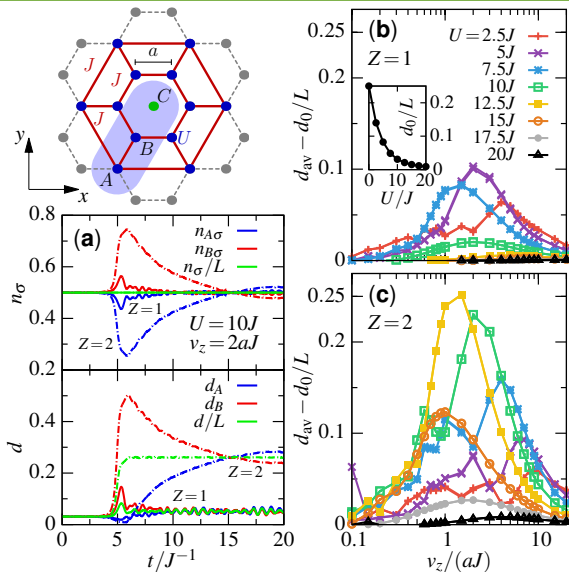 a
J
J
C
J
B
U
A
y
x
(a)
n_Aσ
n_Bσ
n_σ/L
0.8
0.6
0.4
0.2
n_σ
Z=1
Z=2
U = 10J
v_z = 2aJ
d_A
d_B
d/L
0.4
0.2
0
d
Z=2
Z=1
0 5 10 15 20
t/J⁻¹
(b)
Z=1
U = 2.5J
5J
7.5J
10J
12.5J
15J
17.5J
20J
0.25
0.2
0.15
0.1
0.05
0
d_av − d_0/L
d_0/L
0.2
0.1
0
0 10 20
U/J
(c)
Z=2
0.25
0.2
0.15
0.1
0.05
0
d_av − d_0/L
0.1 1 10
v_z/(aJ)